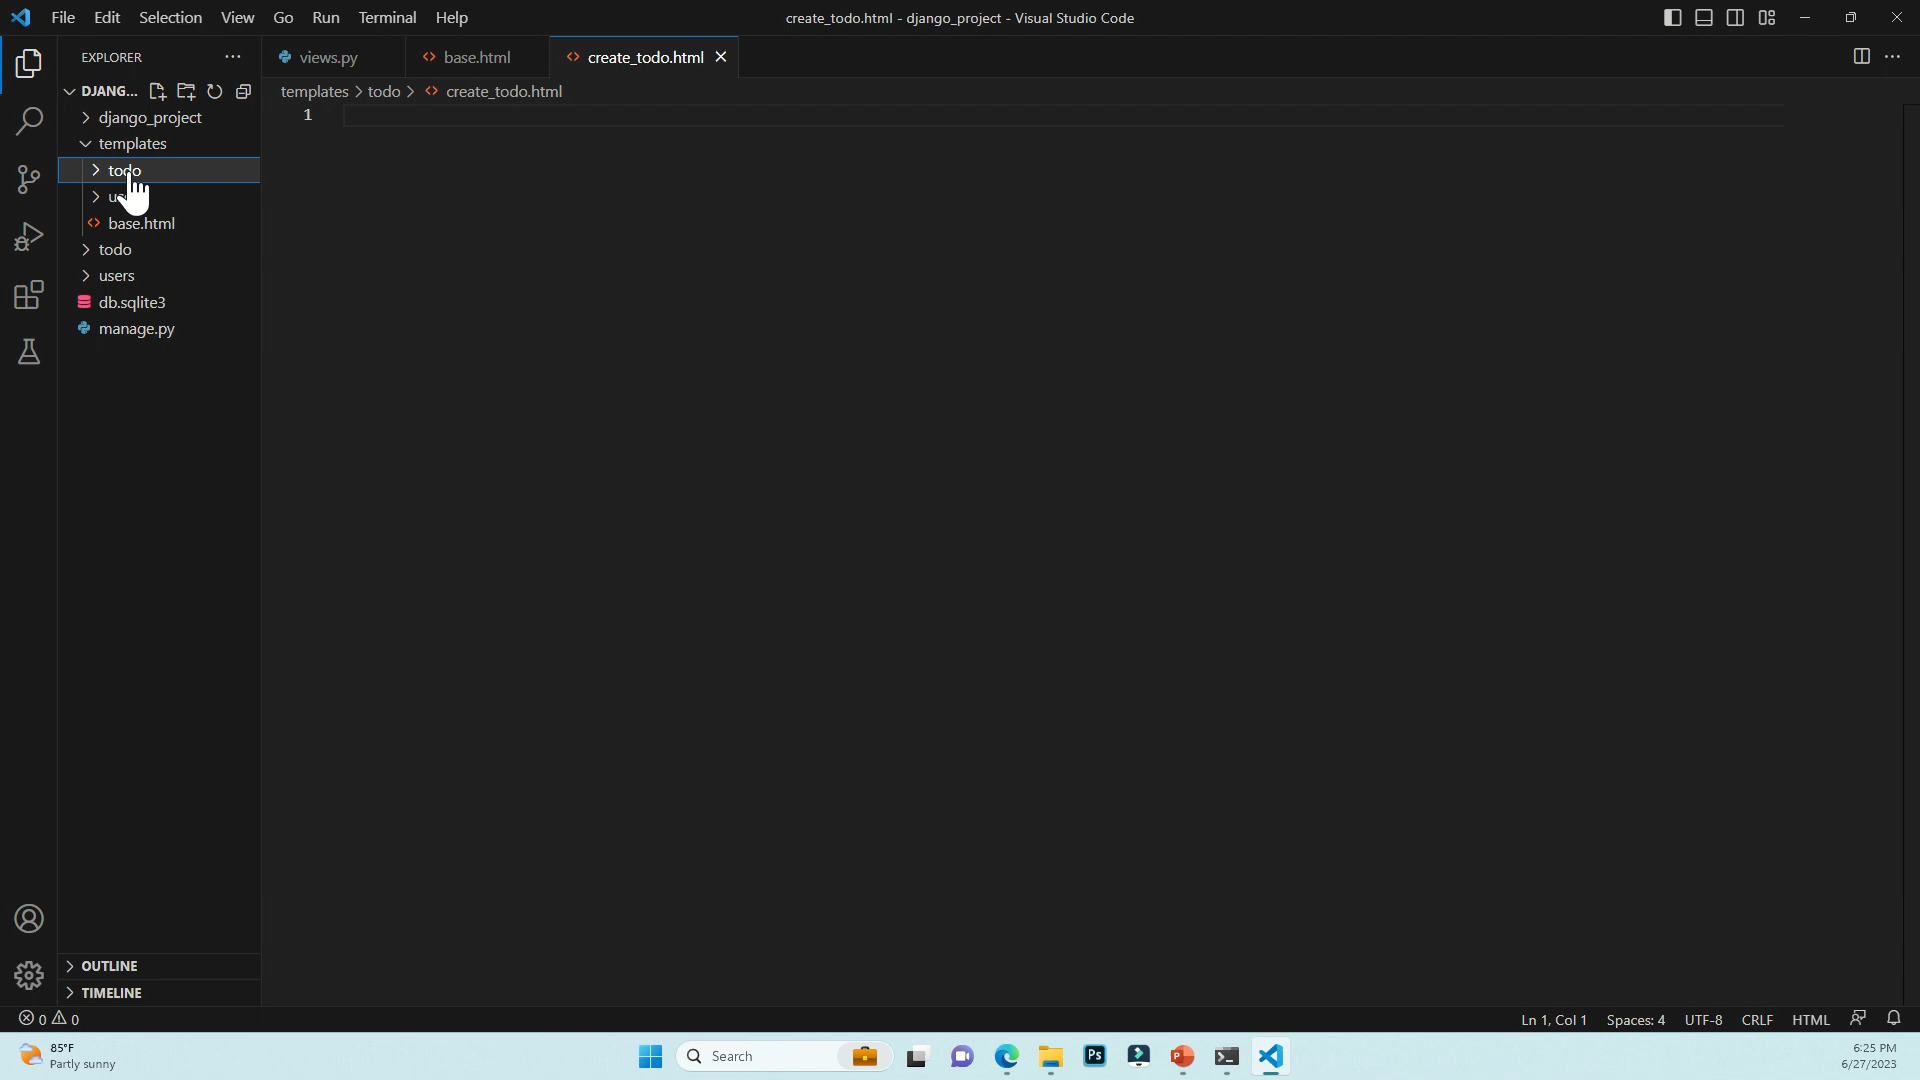 File Edit Selection View Go Run Terminal Help
create_todo.html - django_project - Visual Studio Code
EXPLORER
views.py
base.html
create_todo.html
DJANG...
templates > todo > create_todo.html
1
django_project
templates
todo
base.html
todo
users
db.sqlite3
manage.py
OUTLINE
TIMELINE
0 0
Ln 1, Col 1 Spaces: 4 UTF-8 CRLF HTML
85°F
Partly sunny
Search
Ps
6:25 PM
6/27/2023